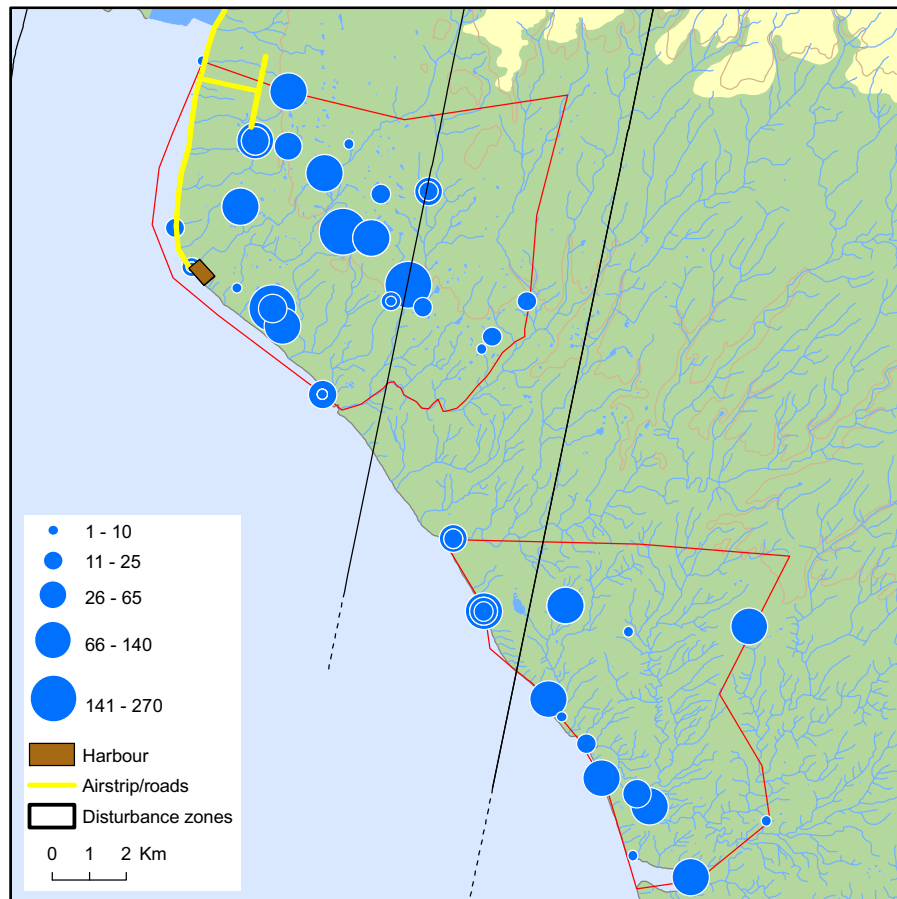 1 - 10
11 - 25
26 - 65
66 - 140
141 - 270
Harbour
Airstrip/roads
Disturbance zones
0 1 2 Km